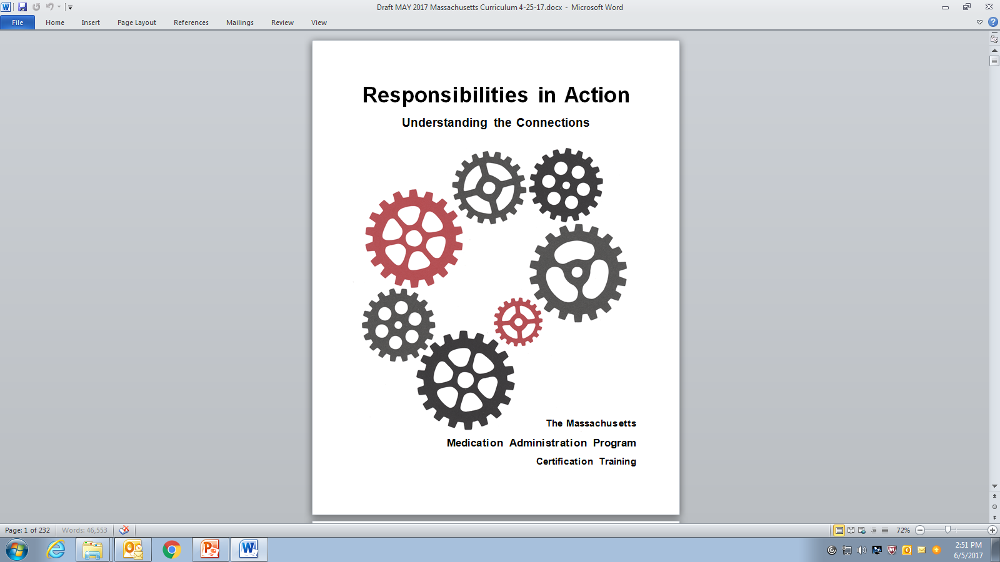 Draft MAY 2017 Massachusetts Curriculum 4-25-17.docx - Microsoft Word
File Home Insert Page Layout References Mailings Review View
Responsibilities in Action
Understanding the Connections
The Massachusetts
Medication Administration Program
Certification Training
Page: 1 of 232 Words: 46,553 72%
2:51 PM
6/5/2017